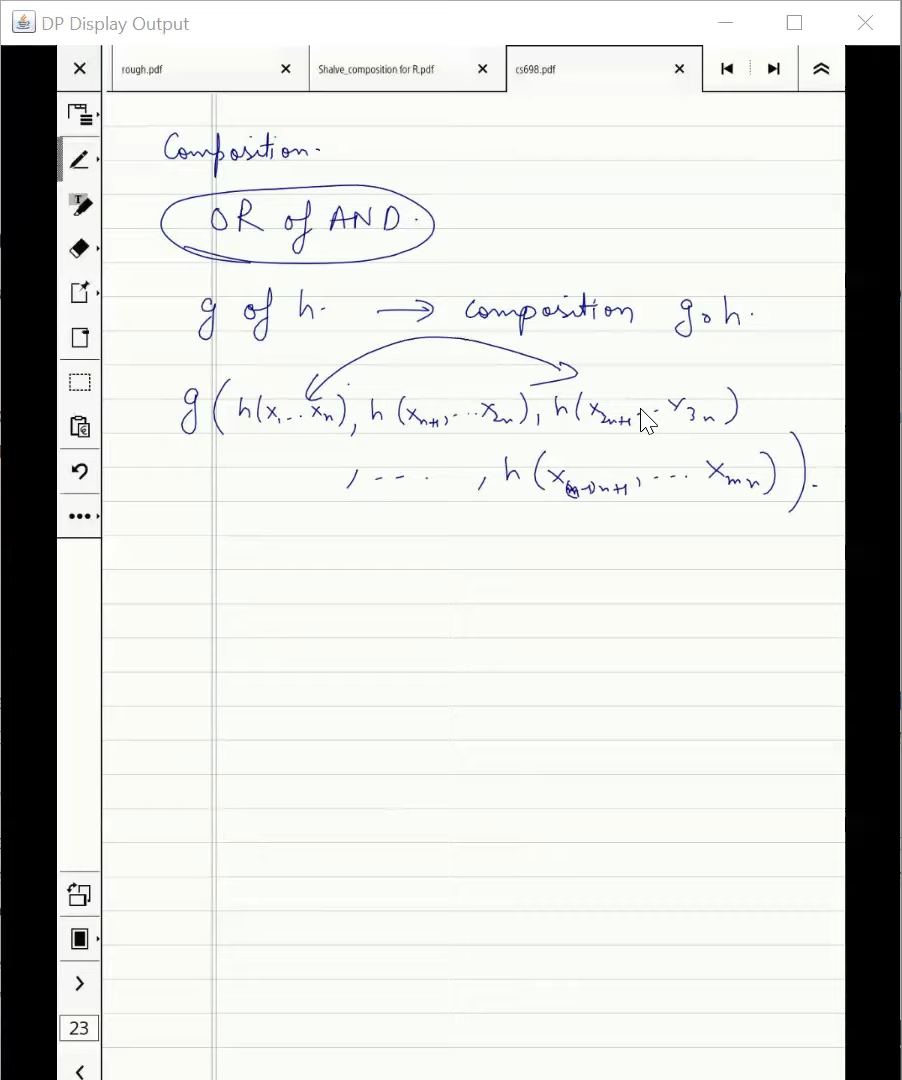 DP Display Output
rough.pdf
Shalve_composition for R.pdf
cs698.pdf
Composition.
OR of AND.
g of h. → composition g∘h.
g(h(x₁...xₙ), h(xₙ₊₁,...x₂ₙ), h(x₂ₙ₊₁...x₃ₙ)
,... , h(x₍ₘ₋₁₎ₙ₊₁,...xₘₙ)).
23